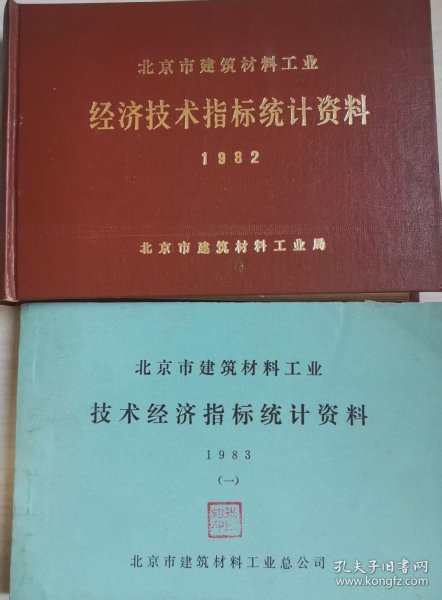 北京市建筑材料工业
经济技术指标统计资料
1982
北京市建筑材料工业局
北京市建筑材料工业
技术经济指标统计资料
1983
(一)
北京市建筑材料工业总公司
孔夫子旧书网
www.kongfz.com